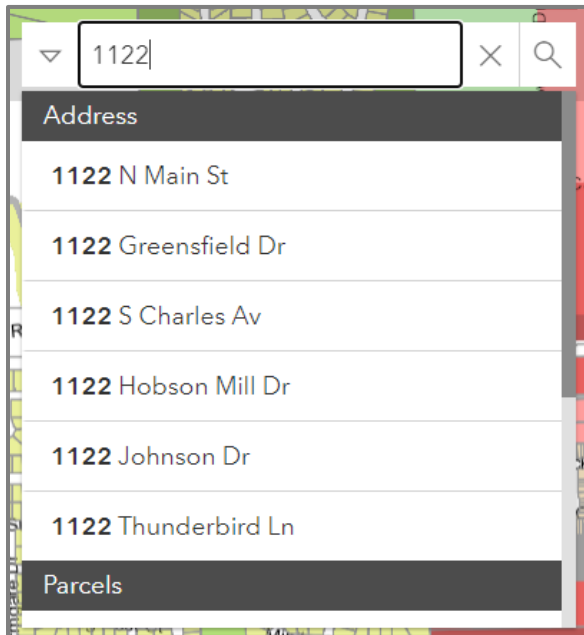 1122
Address
1122 N Main St
1122 Greensfield Dr
1122 S Charles Av
1122 Hobson Mill Dr
1122 Johnson Dr
1122 Thunderbird Ln
Parcels